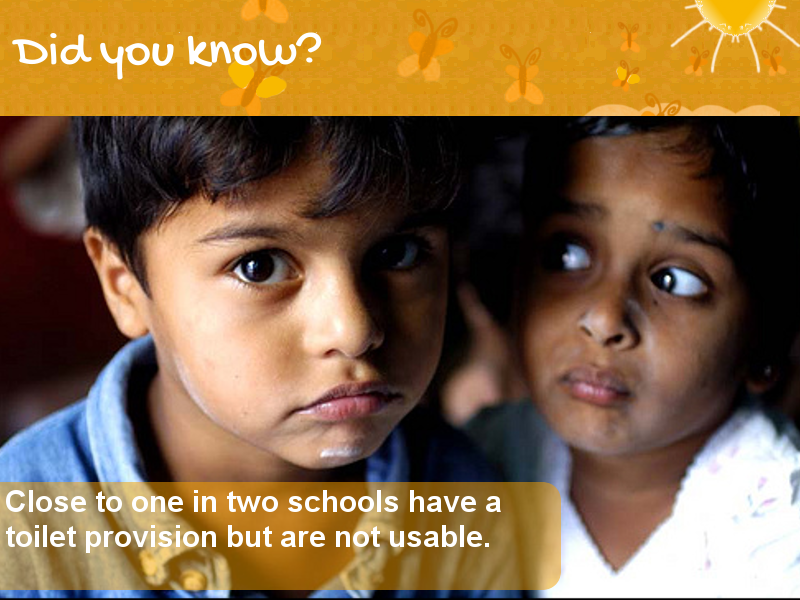 Did you know?
Close to one in two schools have a
toilet provision but are not usable.